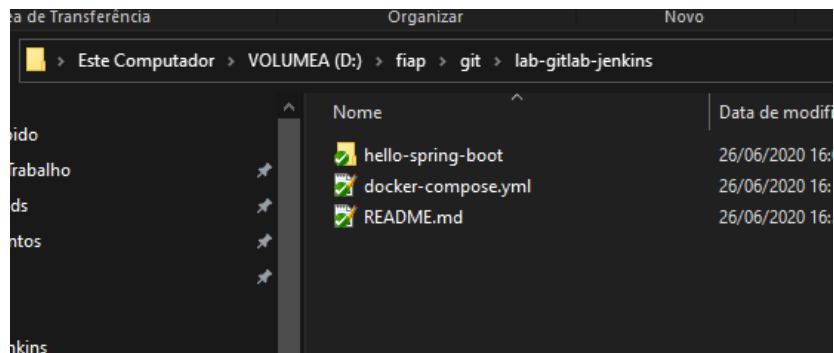 ea de Transferência Organizar Novo
Este Computador > VOLUMEA (D:) > fiap > git > lab-gitlab-jenkins
Nome Data de modifi
ido
hello-spring-boot 26/06/2020 16:
Trabalho
docker-compose.yml 26/06/2020 16:
ds
README.md 26/06/2020 16:
ntos
nkins